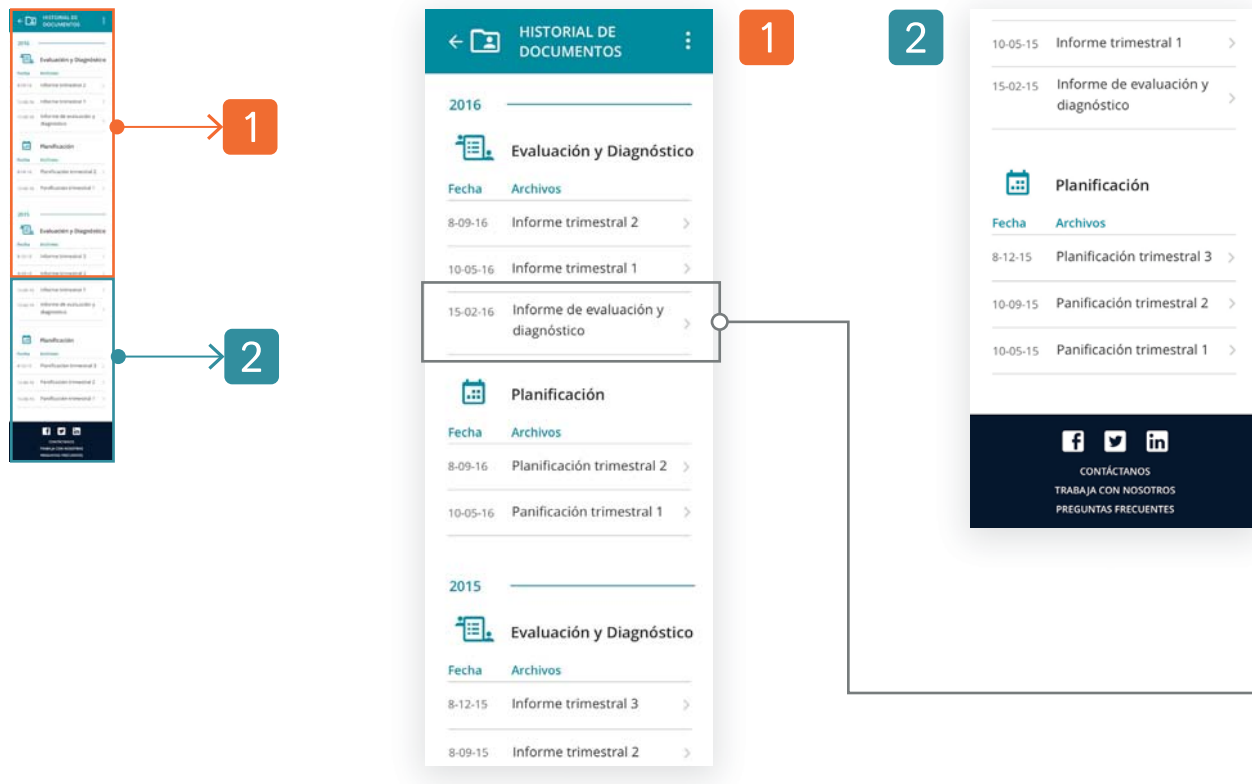 HISTORIAL DE
DOCUMENTOS
2016
Evaluación y Diagnóstico
Fecha Archivos
8-09-16 Informe trimestral 2
10-05-16 Informe trimestral 1
15-02-16 Informe de evaluación y
diagnóstico
Planificación
Fecha Archivos
8-09-16 Planificación trimestral 2
10-05-16 Panificación trimestral 1
2015
Evaluación y Diagnóstico
Fecha Archivos
8-12-15 Informe trimestral 3
8-09-15 Informe trimestral 2
1
2
1
2
10-05-15 Informe trimestral 1
15-02-15 Informe de evaluación y
diagnóstico
Planificación
Fecha Archivos
8-12-15 Planificación trimestral 3
10-09-15 Panificación trimestral 2
10-05-15 Panificación trimestral 1
CONTÁCTANOS
TRABAJA CON NOSOTROS
PREGUNTAS FRECUENTES